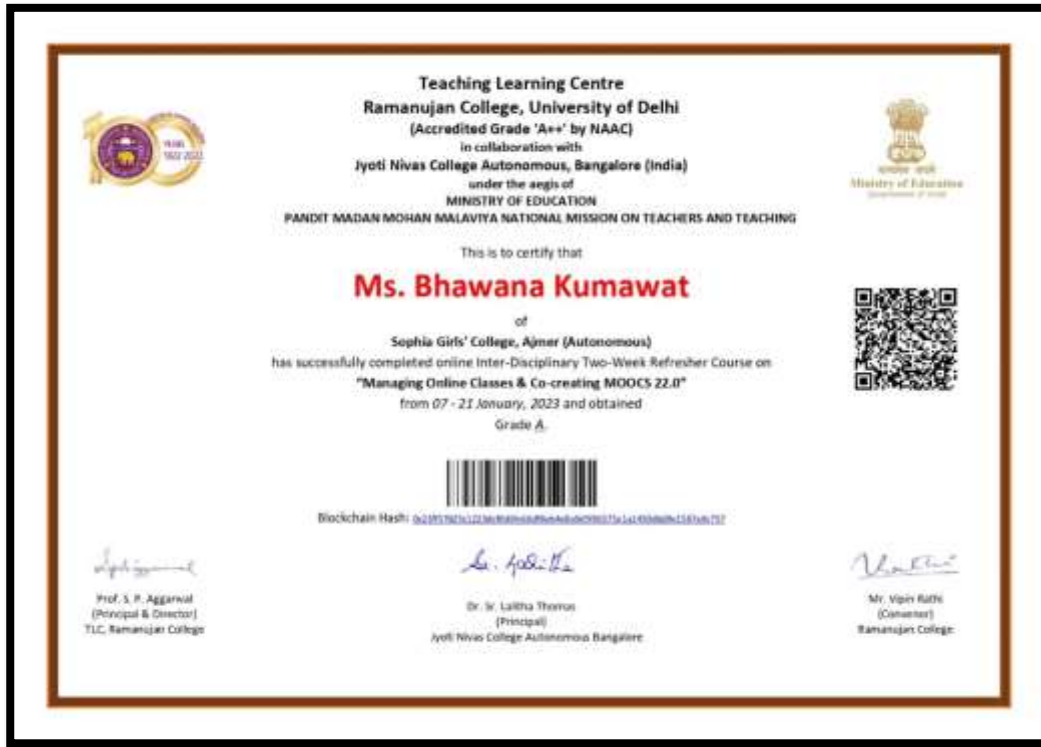 Teaching Learning Centre
Ramanujan College, University of Delhi
(Accredited Grade 'A++' by NAAC)
in collaboration with
Jyoti Nivas College Autonomous, Bangalore (India)
under the aegis of
MINISTRY OF EDUCATION
PANDIT MADAN MOHAN MALAVIYA NATIONAL MISSION ON TEACHERS AND TEACHING
YEARS
1922 2022
Ministry of Education
This is to certify that
Ms. Bhawana Kumawat
of
Sophia Girls' College, Ajmer (Autonomous)
has successfully completed online Inter-Disciplinary Two-Week Refresher Course on
"Managing Online Classes & Co-creating MOOCS 22.0"
from 07 - 21 January, 2023 and obtained
Grade A.
Blockchain Hash:
Prof. S. P. Aggarwal
(Principal & Director)
TLC, Ramanujan College
Dr. Sr. Lalitha Thomas
(Principal)
Jyoti Nivas College Autonomous Bangalore
Mr. Vipin Rathi
(Convenor)
Ramanujan College